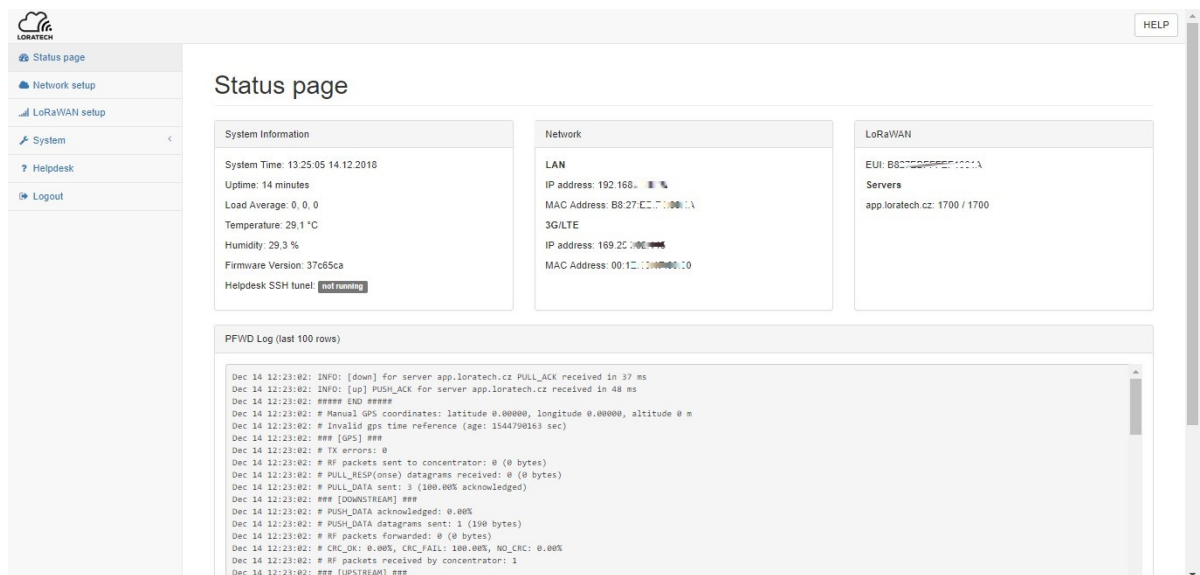 LORATECH
HELP
Status page
Network setup
LoRaWAN setup
System
Helpdesk
Logout
Status page
System Information
System Time: 13:25:05 14.12.2018
Uptime: 14 minutes
Load Average: 0, 0, 0
Temperature: 29,1 °C
Humidity: 29,3 %
Firmware Version: 37c65ca
Helpdesk SSH tunel: not running
Network
LAN
IP address: 192.168.
MAC Address: B8:27:
3G/LTE
IP address: 169.
MAC Address:
LoRaWAN
EUI:
Servers
app.loratech.cz: 1700 / 1700
PFWD Log (last 100 rows)
Dec 14 12:23:02: INFO: [down] for server app.loratech.cz PULL_ACK received in 37 ms
Dec 14 12:23:02: INFO: [up] PUSH_ACK for server app.loratech.cz received in 48 ms
Dec 14 12:23:02: ##### END #####
Dec 14 12:23:02: # Manual GPS coordinates: latitude 0.00000, longitude 0.00000, altitude 0 m
Dec 14 12:23:02: # Invalid gps time reference (age: 1544790163 sec)
Dec 14 12:23:02: ### [GPS] ###
Dec 14 12:23:02: # TX errors: 0
Dec 14 12:23:02: # RF packets sent to concentrator: 0 (0 bytes)
Dec 14 12:23:02: # PULL_RESP(onse) datagrams received: 0 (0 bytes)
Dec 14 12:23:02: # PULL_DATA sent: 3 (100.00% acknowledged)
Dec 14 12:23:02: ### [DOWNSTREAM] ###
Dec 14 12:23:02: # PUSH_DATA acknowledged: 0.00%
Dec 14 12:23:02: # PUSH_DATA datagrams sent: 1 (190 bytes)
Dec 14 12:23:02: # RF packets forwarded: 0 (0 bytes)
Dec 14 12:23:02: # CRC_OK: 0.00%, CRC_FAIL: 100.00%, NO_CRC: 0.00%
Dec 14 12:23:02: # RF packets received by concentrator: 1
Dec 14 12:23:02: ### [UPSTREAM] ###